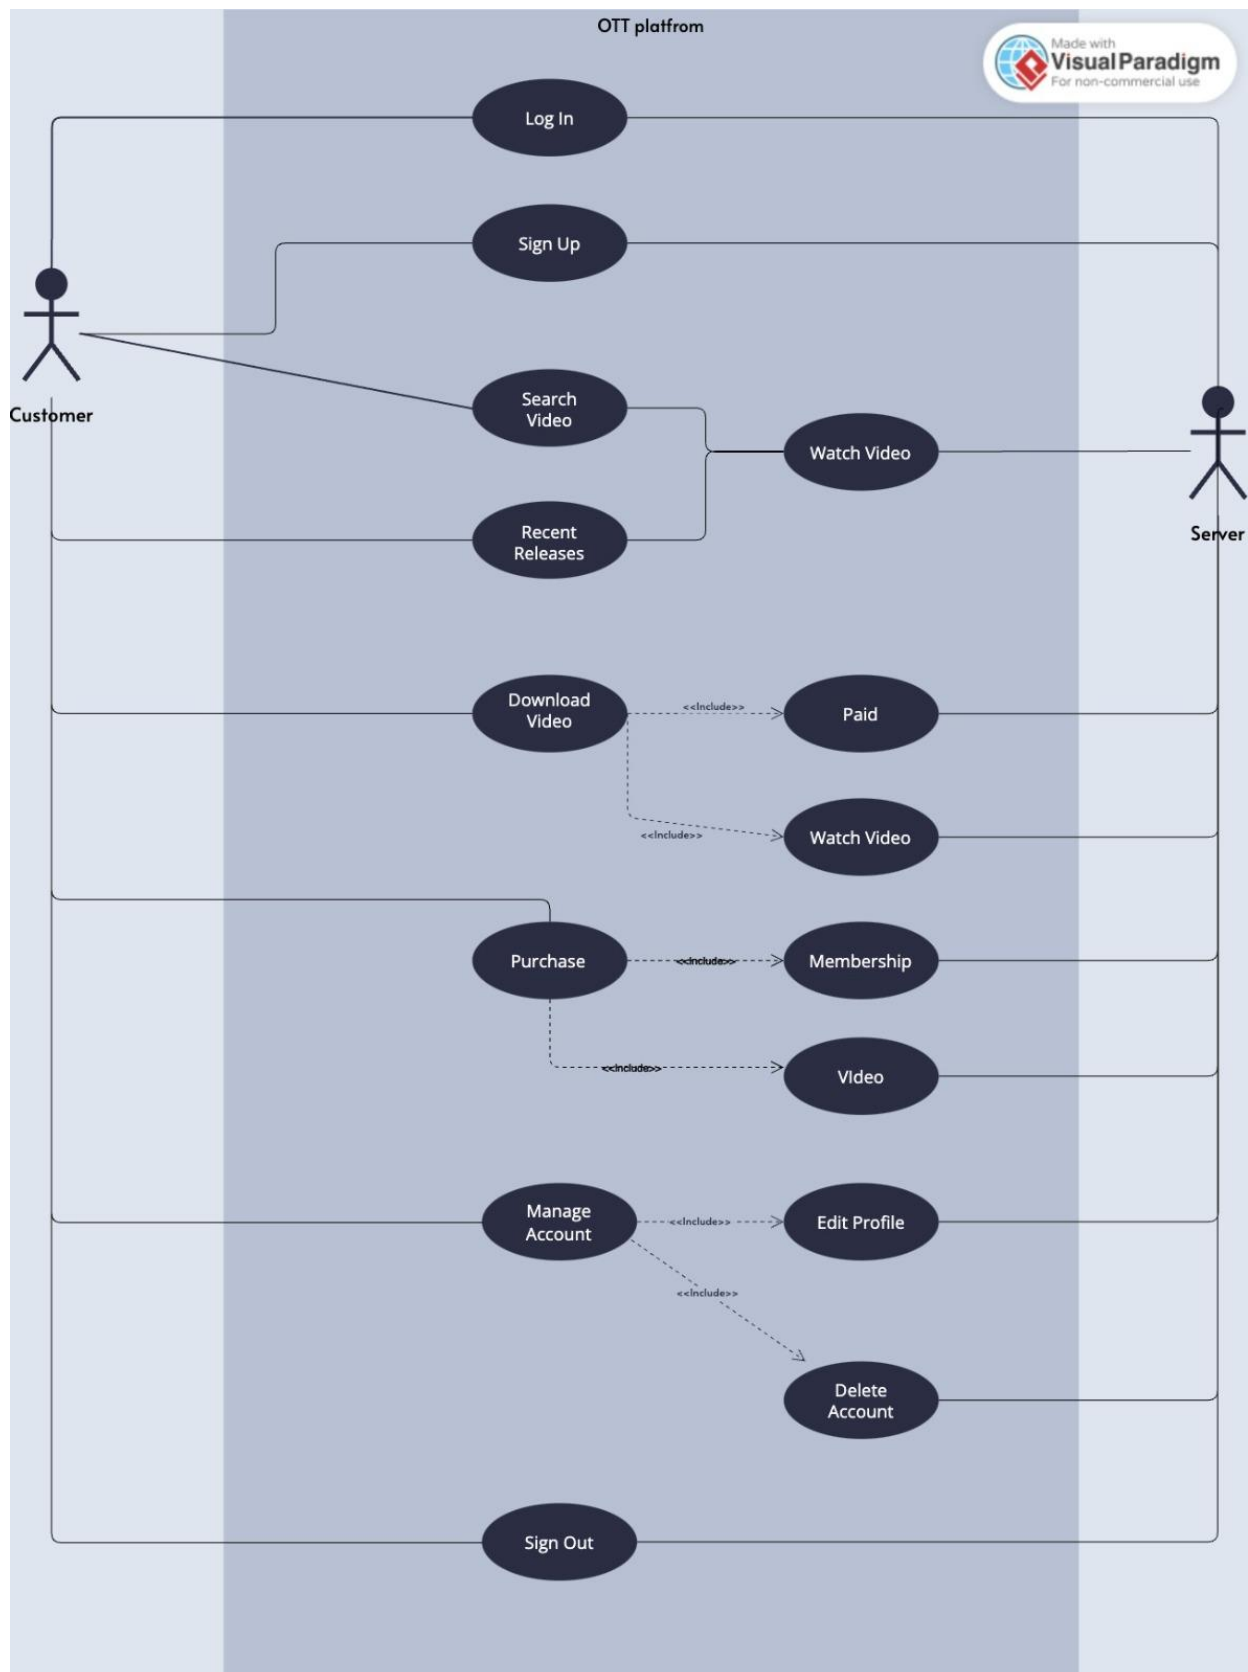 OTT platfrom
Made with
Visual Paradigm
For non-commercial use
Log In
Sign Up
Customer
Search
Video
Watch Video
Recent
Releases
Server
Download
Video
<<Include>>
Paid
<<Include>>
Watch Video
Purchase
<<Include>>
Membership
<<Include>>
VIdeo
Manage
Account
<<Include>>
Edit Profile
<<Include>>
Delete
Account
Sign Out